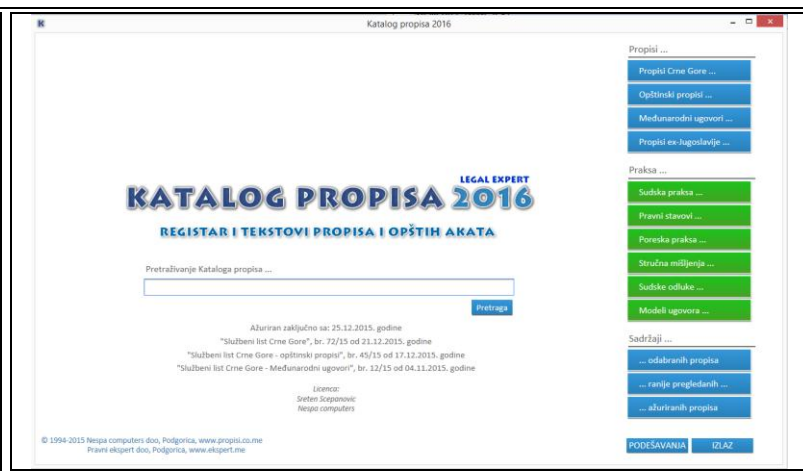 Katalog propisa 2016
Propisi ...
Propisi Crne Gore ...
Opštinski propisi ...
Međunarodni ugovori ...
Propisi ex-Jugoslavije ...
Praksa ...
Sudska praksa ...
Pravni stavovi ...
Poreska praksa ...
Stručna mišljenja ...
Sudske odluke ...
Modeli ugovora ...
Sadržaji ...
... odabranih propisa
... ranije pregledanih ...
... ažuriranih propisa
LEGAL EXPERT
KATALOG PROPISA 2016
REGISTAR I TEKSTOVI PROPISA I OPŠTIH AKATA
Pretraživanje Kataloga propisa ...
Pretraga
Ažuriran zaključno sa: 25.12.2015. godine
"Službeni list Crne Gore", br. 72/15 od 21.12.2015. godine
"Službeni list Crne Gore - opštinski propisi", br. 45/15 od 17.12.2015. godine
"Službeni list Crne Gore - Međunarodni ugovori", br. 12/15 od 04.11.2015. godine
Licenca:
Sreten Scepanovic
Nespa computers
© 1994-2015 Nespa computers doo, Podgorica, www.propisi.co.me
Pravni ekspert doo, Podgorica, www.ekspert.me
PODEŠAVANJA
IZLAZ